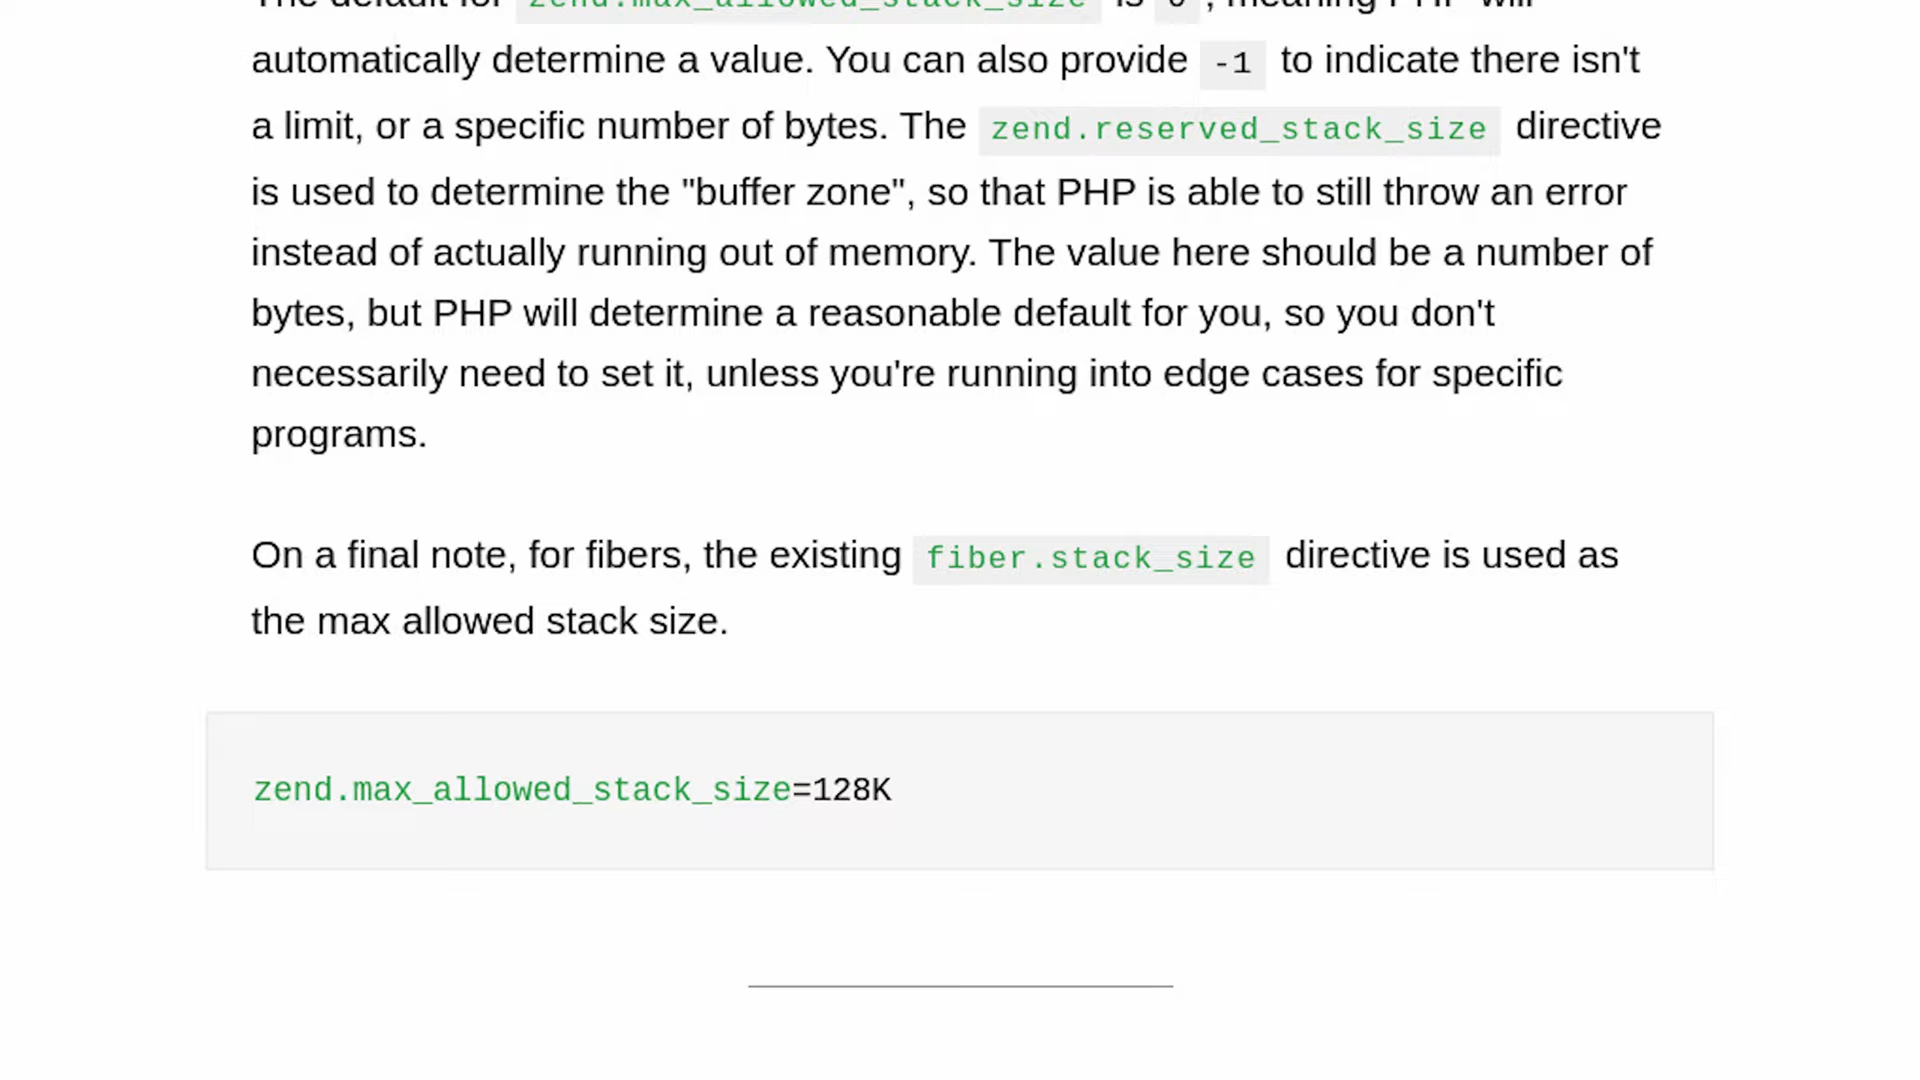 The default for zend.max_allowed_stack_size is 0, meaning PHP will
automatically determine a value. You can also provide -1 to indicate there isn't
a limit, or a specific number of bytes. The zend.reserved_stack_size directive
is used to determine the "buffer zone", so that PHP is able to still throw an error
instead of actually running out of memory. The value here should be a number of
bytes, but PHP will determine a reasonable default for you, so you don't
necessarily need to set it, unless you're running into edge cases for specific
programs.
On a final note, for fibers, the existing fiber.stack_size directive is used as
the max allowed stack size.
zend.max_allowed_stack_size=128K